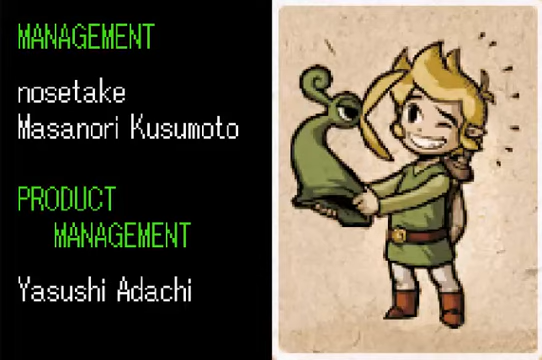 MANAGEMENT
nosetake
Masanori Kusumoto
PRODUCT
MANAGEMENT
Yasushi Adachi